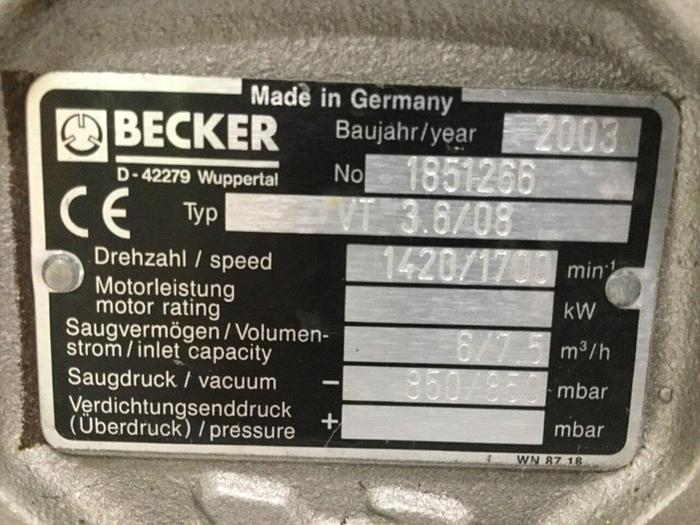 Made in Germany
BECKER
D-42279 Wuppertal
Baujahr/year 2003
No 1851266
CE Typ VT 3.6/08
Drehzahl / speed 1420/1700 min-1
Motorleistung
motor rating kW
Saugvermögen/Volumen-
strom/inlet capacity 6/7.5 m³/h
Saugdruck / vacuum – 850/850 mbar
Verdichtungsenddruck
(Überdruck) / pressure + mbar
WN 87 18